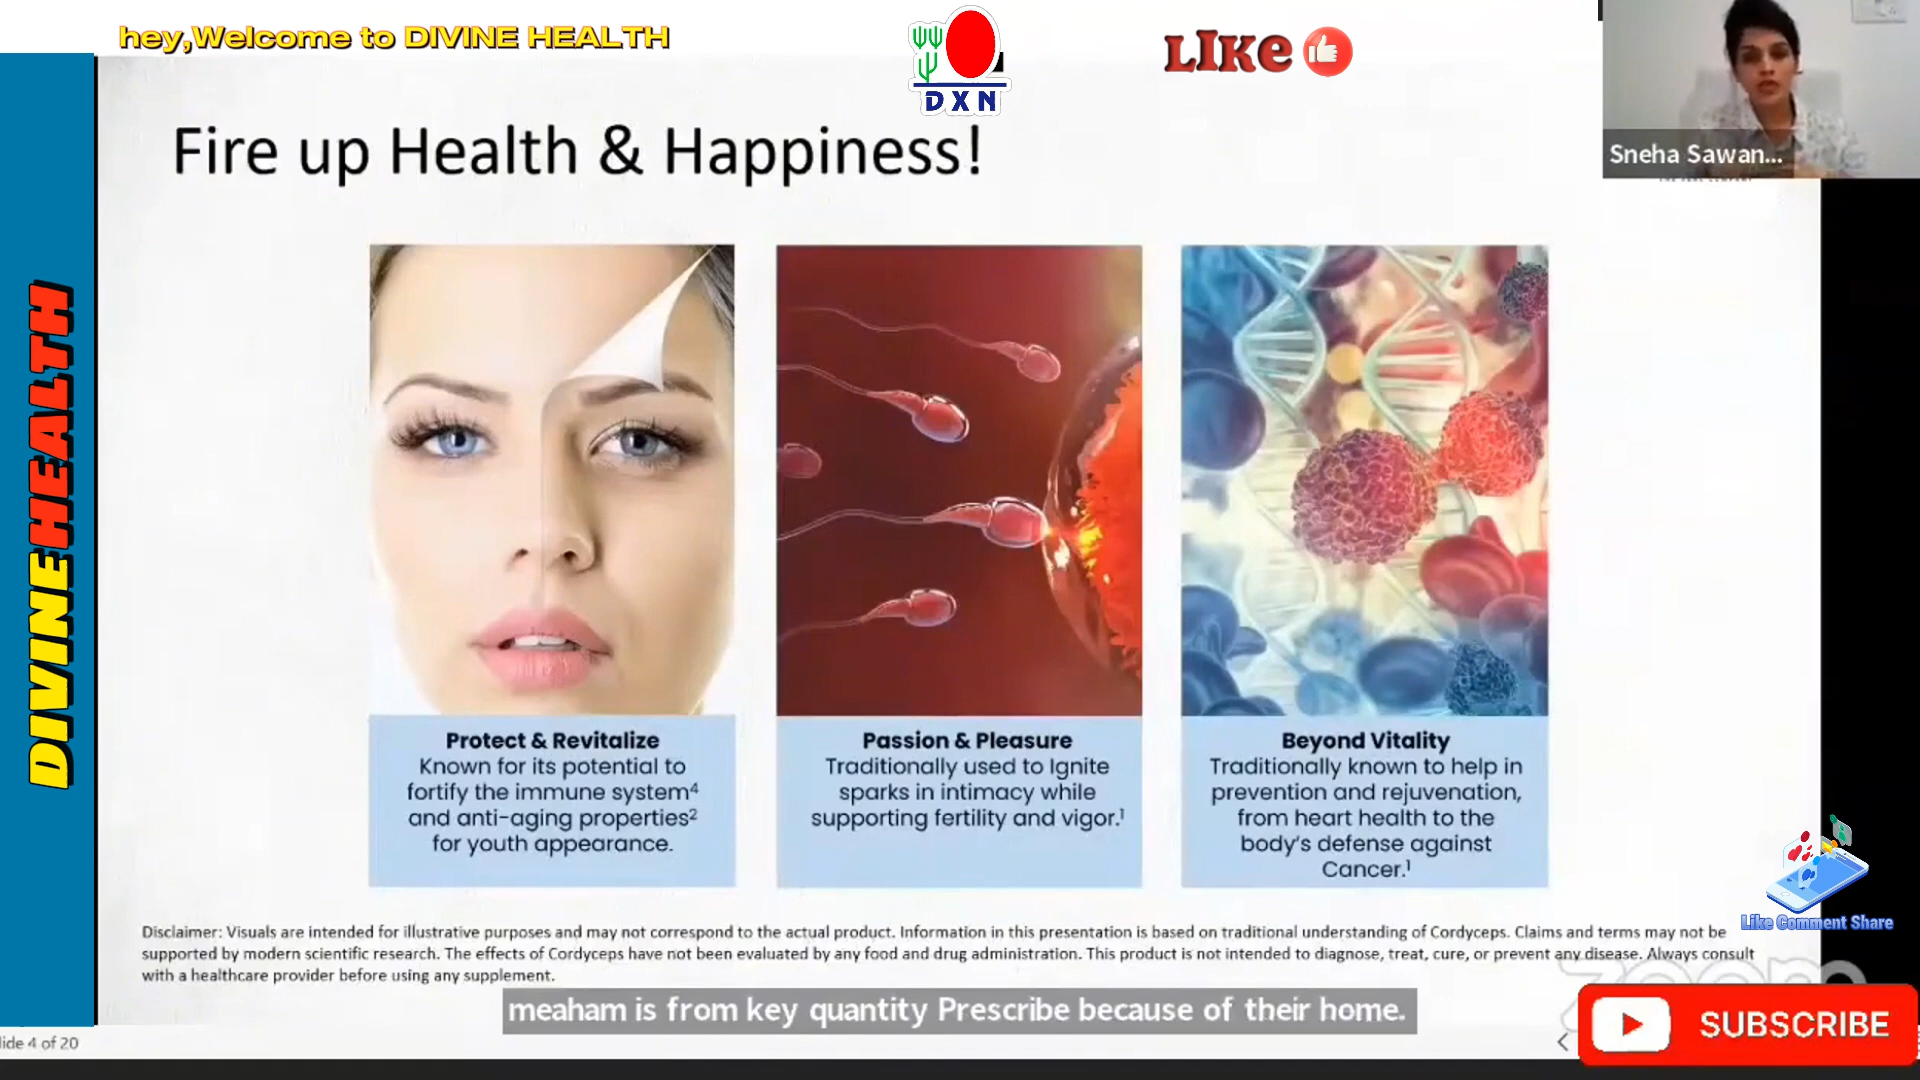 hey,Welcome to DIVINE HEALTH
DXN
LIKe
Sneha Sawan...
Fire up Health & Happiness!
DIVINEHEALTH
Protect & Revitalize
Known for its potential to
fortify the immune system⁴
and anti-aging properties²
for youth appearance.
Passion & Pleasure
Traditionally used to Ignite
sparks in intimacy while
supporting fertility and vigor.¹
Beyond Vitality
Traditionally known to help in
prevention and rejuvenation,
from heart health to the
body's defense against
Cancer.¹
Like Comment Share
Disclaimer: Visuals are intended for illustrative purposes and may not correspond to the actual product. Information in this presentation is based on traditional understanding of Cordyceps. Claims and terms may not be
supported by modern scientific research. The effects of Cordyceps have not been evaluated by any food and drug administration. This product is not intended to diagnose, treat, cure, or prevent any disease. Always consult
with a healthcare provider before using any supplement.
zoom
meaham is from key quantity Prescribe because of their home.
SUBSCRIBE
lide 4 of 20